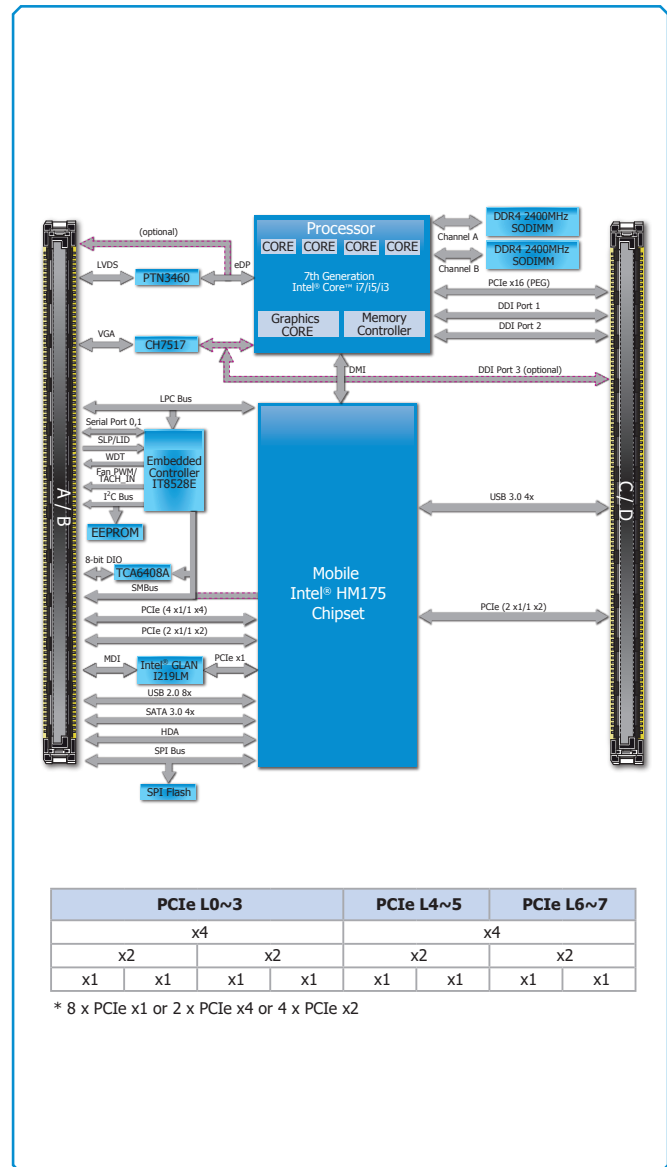 Processor
CORE CORE CORE CORE
7th Generation
Intel® Core™ i7/i5/i3
Graphics
CORE
Memory
Controller
(optional)
LVDS
PTN3460
eDP
VGA
CH7517
Channel A
DDR4 2400MHz
SODIMM
Channel B
DDR4 2400MHz
SODIMM
PCIe x16 (PEG)
DDI Port 1
DDI Port 2
DMI
DDI Port 3 (optional)
A / B
C / D
LPC Bus
Serial Port 0,1
SLP/LID
WDT
Fan PWM/
TACH_IN
I²C Bus
Embedded
Controller
IT8528E
EEPROM
8-bit DIO
TCA6408A
SMBus
PCIe (4 x1/1 x4)
PCIe (2 x1/1 x2)
MDI
Intel® GLAN
I219LM
PCIe x1
USB 2.0 8x
SATA 3.0 4x
HDA
SPI Bus
SPI Flash
Mobile
Intel® HM175
Chipset
USB 3.0 4x
PCIe (2 x1/1 x2)
PCIe L0~3 PCIe L4~5 PCIe L6~7
x4 x4
x2 x2 x2 x2
x1 x1 x1 x1 x1 x1 x1 x1
* 8 x PCIe x1 or 2 x PCIe x4 or 4 x PCIe x2